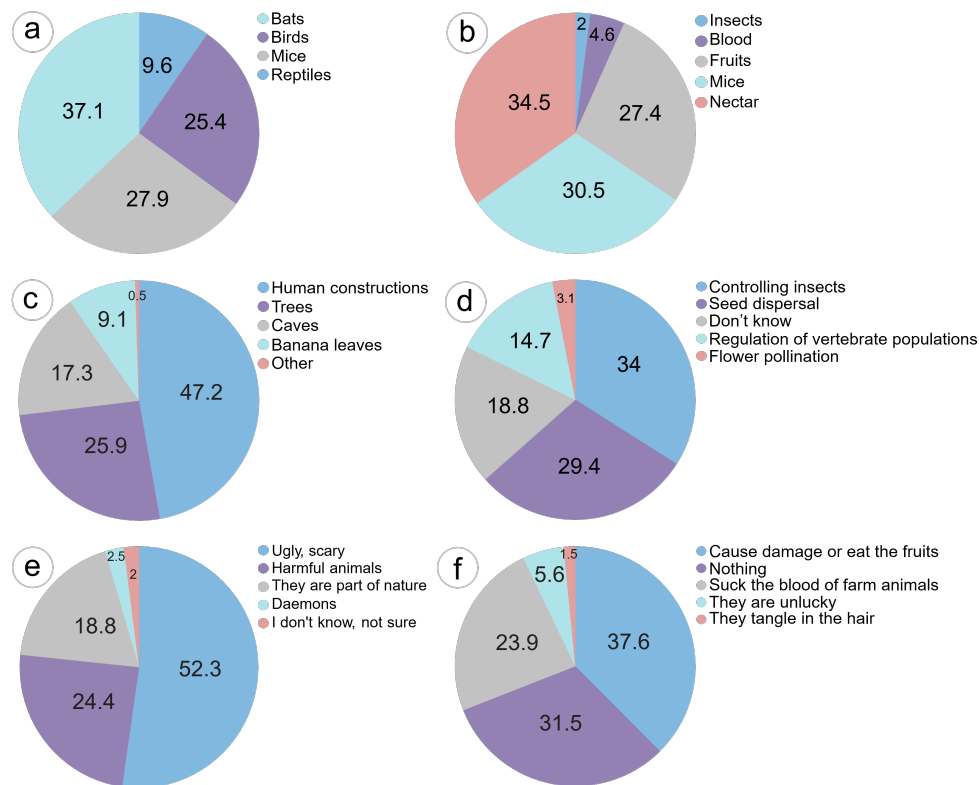 a
Bats
Birds
Mice
Reptiles
9.6
25.4
27.9
37.1
b
Insects
Blood
Fruits
Mice
Nectar
2
4.6
27.4
30.5
34.5
c
Human constructions
Trees
Caves
Banana leaves
Other
0.5
9.1
17.3
25.9
47.2
d
Controlling insects
Seed dispersal
Don't know
Regulation of vertebrate populations
Flower pollination
3.1
14.7
18.8
29.4
34
e
Ugly, scary
Harmful animals
They are part of nature
Daemons
I don't know, not sure
2.5
2
18.8
24.4
52.3
f
Cause damage or eat the fruits
Nothing
Suck the blood of farm animals
They are unlucky
They tangle in the hair
1.5
5.6
23.9
31.5
37.6